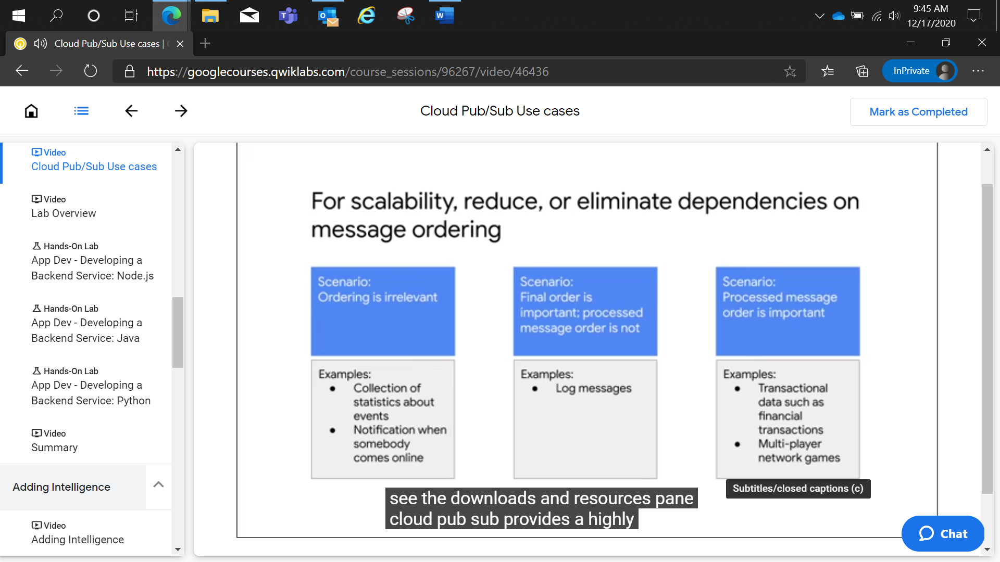 9:45 AM
12/17/2020
Cloud Pub/Sub Use cases |
https://googlecourses.qwiklabs.com/course_sessions/96267/video/46436
InPrivate
Cloud Pub/Sub Use cases
Mark as Completed
Video
Cloud Pub/Sub Use cases
Video
Lab Overview
Hands-On Lab
App Dev - Developing a
Backend Service: Node.js
Hands-On Lab
App Dev - Developing a
Backend Service: Java
Hands-On Lab
App Dev - Developing a
Backend Service: Python
Video
Summary
Adding Intelligence
Video
Adding Intelligence
For scalability, reduce, or eliminate dependencies on
message ordering
Scenario:
Ordering is irrelevant
Examples:
● Collection of
statistics about
events
● Notification when
somebody
comes online
Scenario:
Final order is
important; processed
message order is not
Examples:
● Log messages
Scenario:
Processed message
order is important
Examples:
● Transactional
data such as
financial
transactions
● Multi-player
network games
Subtitles/closed captions (c)
see the downloads and resources pane
cloud pub sub provides a highly
Chat